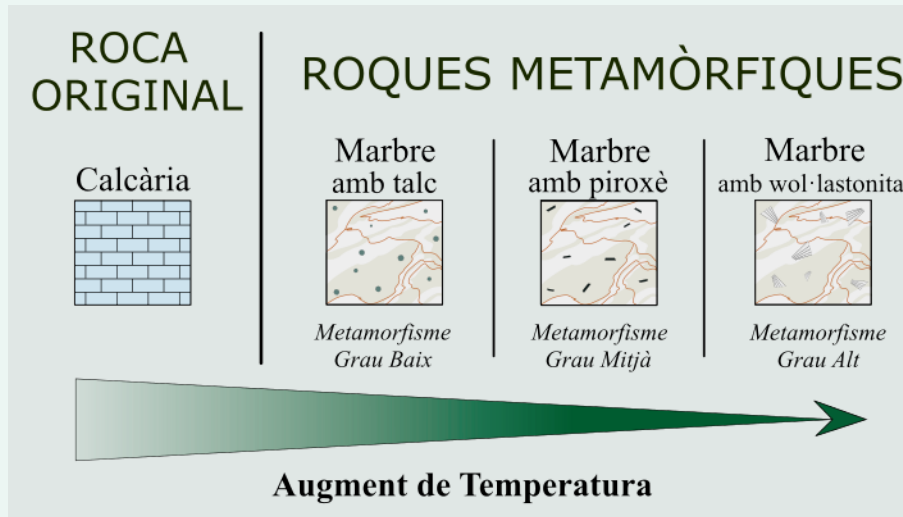 ROCA
ORIGINAL
ROQUES METAMÒRFIQUES
Calcària
Marbre
amb talc
Marbre
amb piroxè
Marbre
amb wol·lastonita
Metamorfisme
Grau Baix
Metamorfisme
Grau Mitjà
Metamorfisme
Grau Alt
Augment de Temperatura